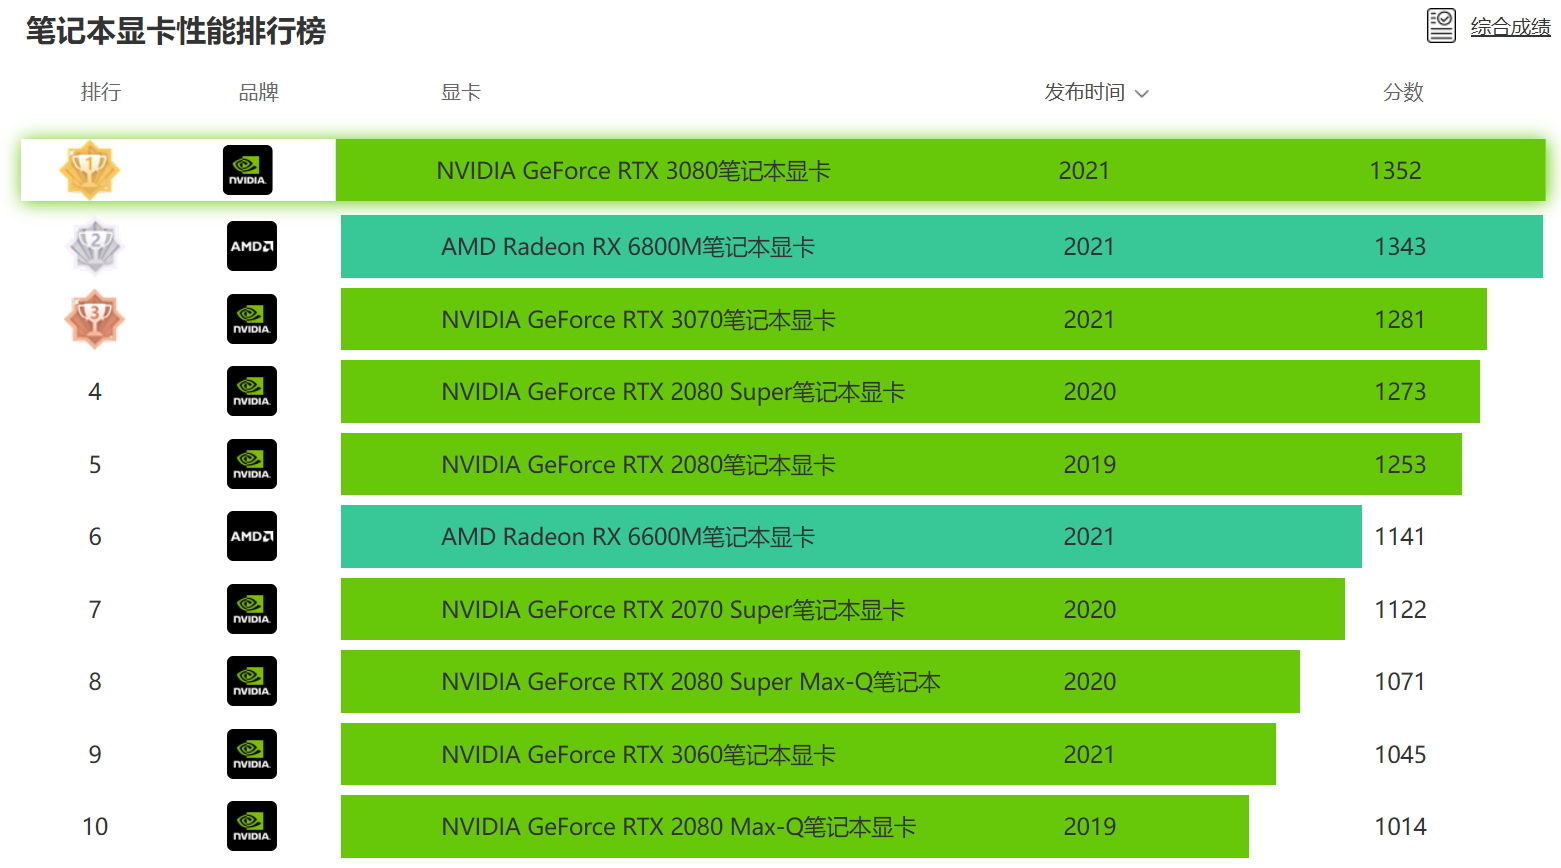 笔记本显卡性能排行榜
综合成绩
排行 品牌 显卡 发布时间 分数
1 NVIDIA. NVIDIA GeForce RTX 3080笔记本显卡 2021 1352
2 AMD AMD Radeon RX 6800M笔记本显卡 2021 1343
3 NVIDIA. NVIDIA GeForce RTX 3070笔记本显卡 2021 1281
4 NVIDIA. NVIDIA GeForce RTX 2080 Super笔记本显卡 2020 1273
5 NVIDIA. NVIDIA GeForce RTX 2080笔记本显卡 2019 1253
6 AMD AMD Radeon RX 6600M笔记本显卡 2021 1141
7 NVIDIA. NVIDIA GeForce RTX 2070 Super笔记本显卡 2020 1122
8 NVIDIA. NVIDIA GeForce RTX 2080 Super Max-Q笔记本 2020 1071
9 NVIDIA. NVIDIA GeForce RTX 3060笔记本显卡 2021 1045
10 NVIDIA. NVIDIA GeForce RTX 2080 Max-Q笔记本显卡 2019 1014